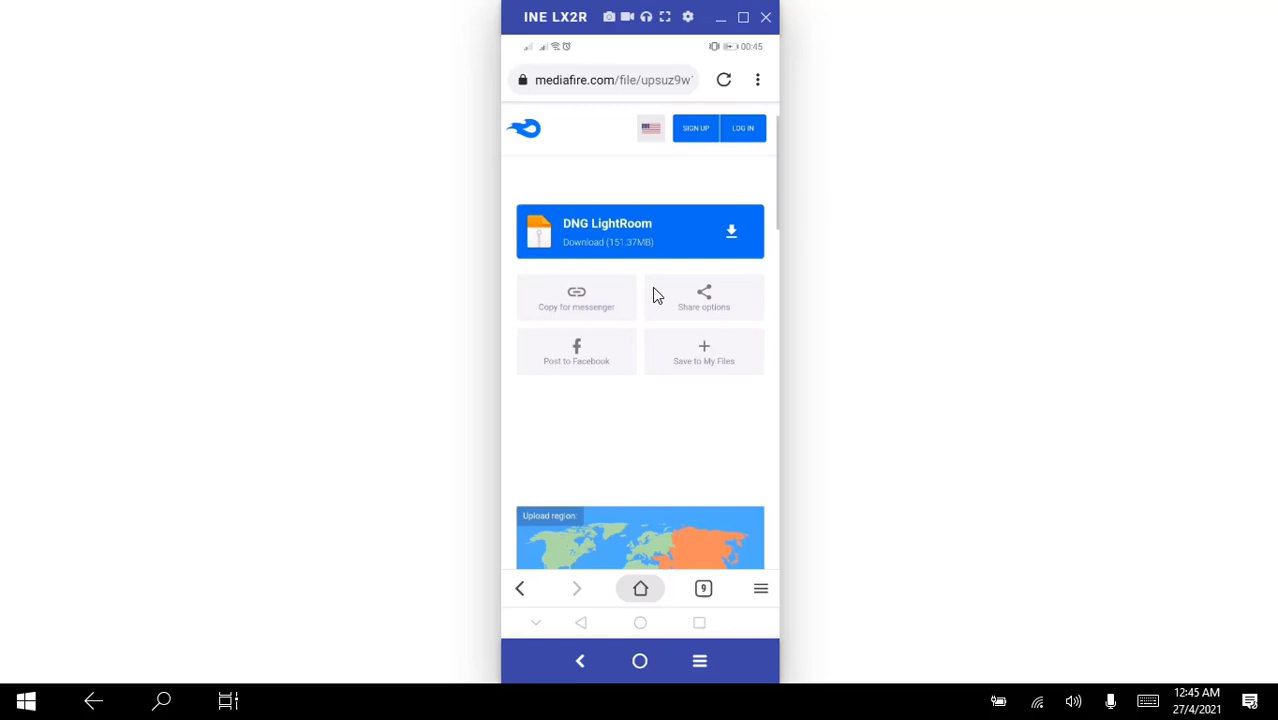 INE LX2R
00:45
mediafire.com/file/upsuz9w1
SIGN UP
LOG IN
DNG LightRoom
Download (151.37MB)
Copy for messenger
Share options
Post to Facebook
Save to My Files
Upload region:
9
12:45 AM
27/4/2021